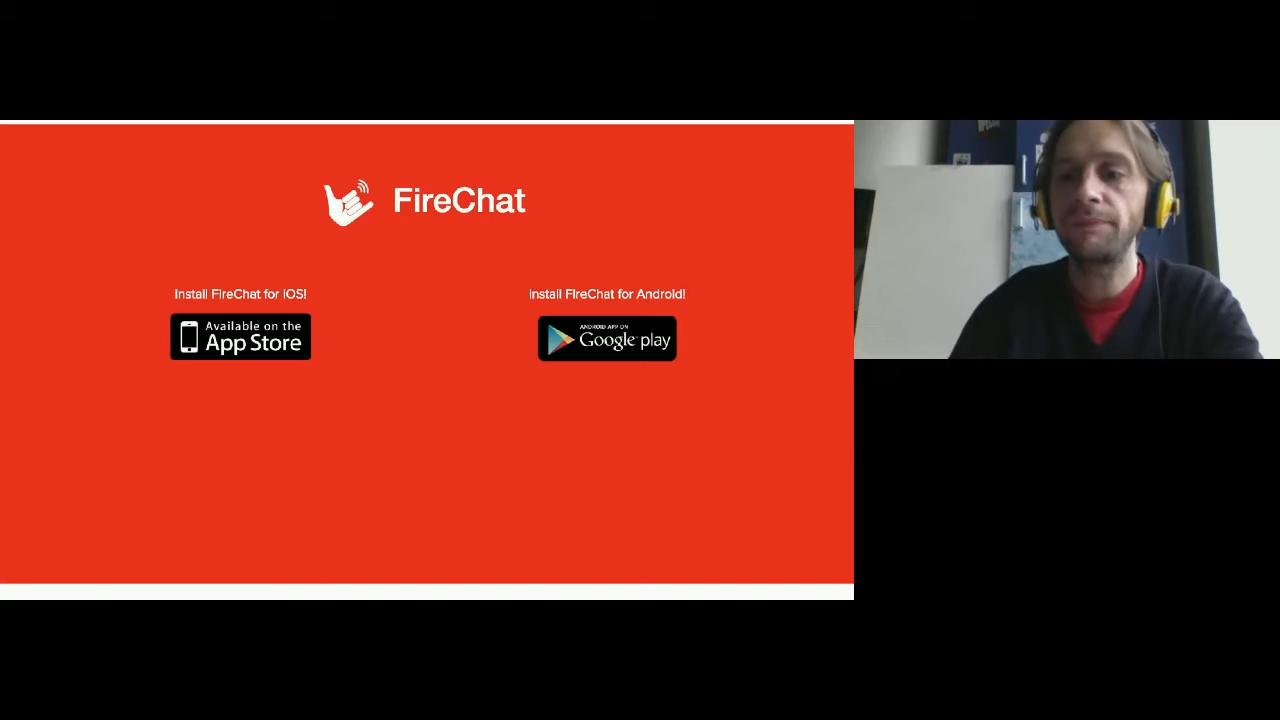 FireChat
Install FireChat for iOS!
Install FireChat for Android!
Available on the
App Store
ANDROID APP ON
Google play